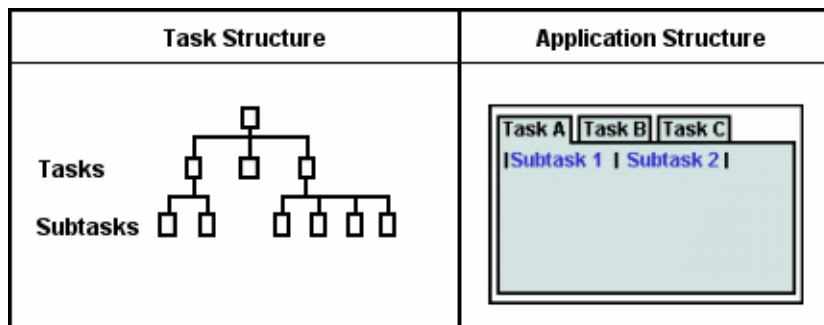 Task Structure
Application Structure
Tasks
Subtasks
Task A Task B Task C
|Subtask 1 | Subtask 2 |